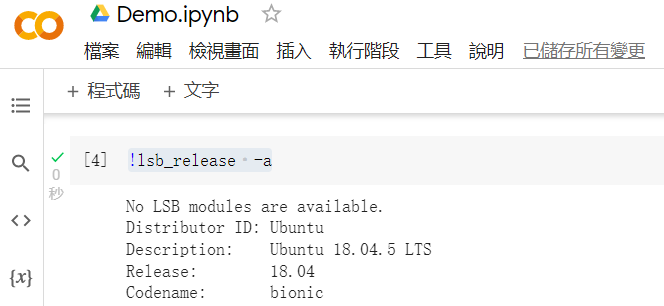 Demo.ipynb
檔案 編輯 檢視畫面 插入 執行階段 工具 說明 已儲存所有變更
+ 程式碼 + 文字
[4] !lsb_release -a
0
秒
No LSB modules are available.
Distributor ID: Ubuntu
Description: Ubuntu 18.04.5 LTS
Release: 18.04
Codename: bionic
{x}